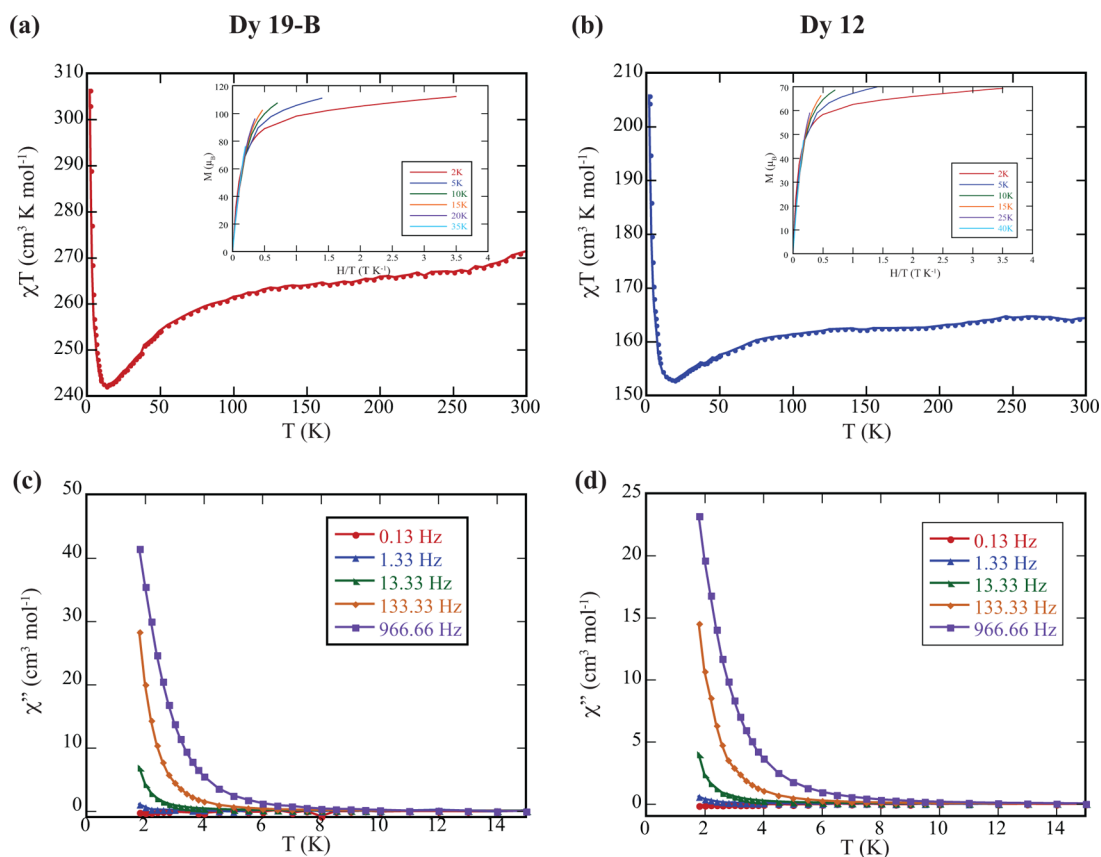 (a)
Dy 19-B
310
300
290
280
270
260
250
240
χT (cm³ K mol⁻¹)
0
50
100
150
200
250
300
T (K)
120
100
80
60
40
20
0
M (μB)
0
0.5
1
1.5
2
2.5
3
3.5
4
H/T (T K⁻¹)
2K
5K
10K
15K
20K
35K
(b)
Dy 12
210
200
190
180
170
160
150
χT (cm³ K mol⁻¹)
0
50
100
150
200
250
300
T (K)
70
60
50
40
30
20
10
0
M (μB)
0
0.5
1
1.5
2
2.5
3
3.5
4
H/T (T K⁻¹)
2K
5K
10K
15K
25K
40K
(c)
50
40
30
20
10
0
χ” (cm³ mol⁻¹)
2
4
6
8
10
12
14
T (K)
0.13 Hz
1.33 Hz
13.33 Hz
133.33 Hz
966.66 Hz
(d)
25
20
15
10
5
0
χ” (cm³ mol⁻¹)
2
4
6
8
10
12
14
T (K)
0.13 Hz
1.33 Hz
13.33 Hz
133.33 Hz
966.66 Hz